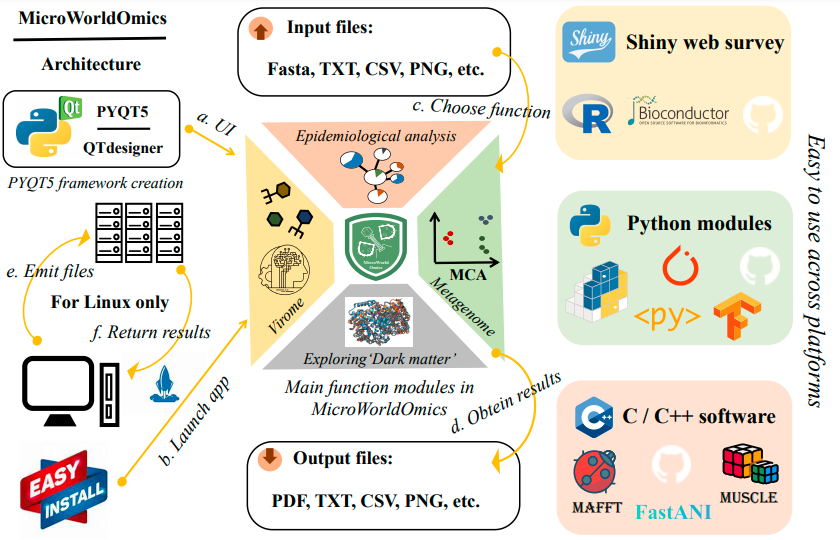 MicroWorldOmics
Architecture
Qt
PYQT5
QTdesigner
PYQT5 framework creation
a. UI
e. Emit files
For Linux only
f. Return results
b. Launch app
EASY
INSTALL
Input files:
Fasta, TXT, CSV, PNG, etc.
c. Choose function
Epidemiological analysis
Virome
MicroWorld
Omics
MCA
Metagenome
Exploring‘Dark matter’
Main function modules in
MicroWorldOmics
d. Obtein results
Output files:
PDF, TXT, CSV, PNG, etc.
Shiny
Shiny web survey
R
Bioconductor
OPEN SOURCE SOFTWARE FOR BIOINFORMATICS
Python modules
<py>
C++
C / C++ software
MAFFT
FastANI
MUSCLE
Easy to use across platforms